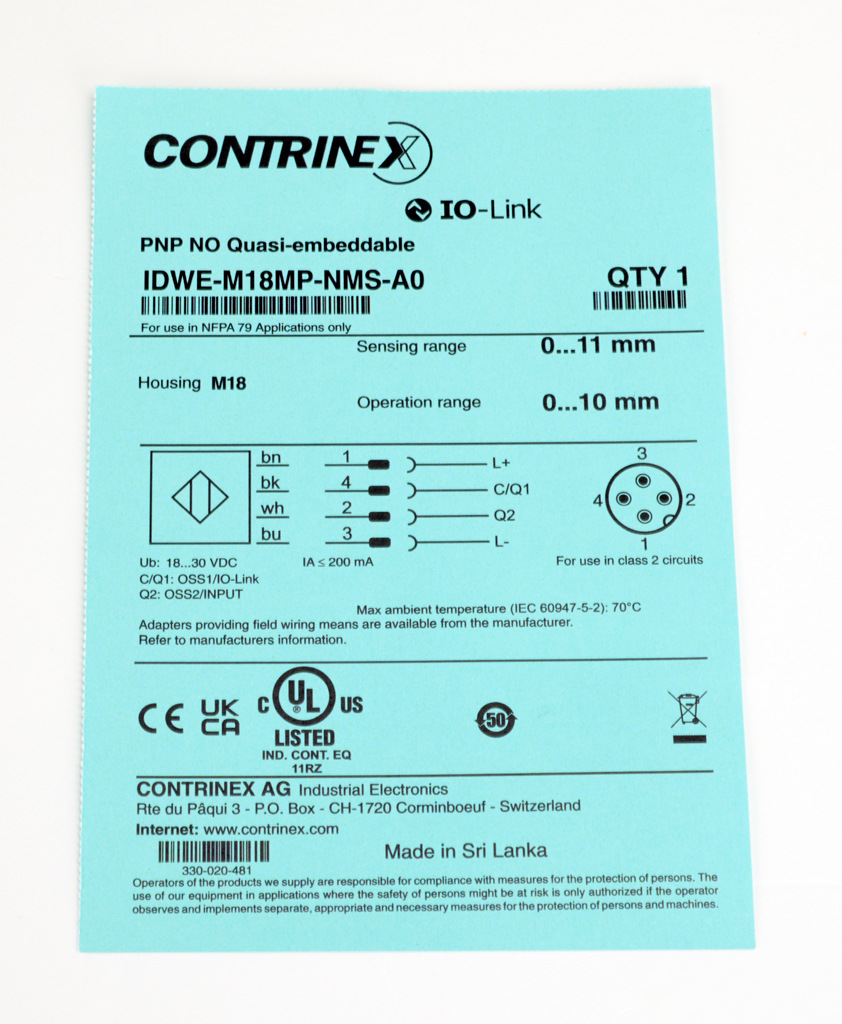 CONTRINEX
IO-Link
PNP NO Quasi-embeddable
IDWE-M18MP-NMS-A0 QTY 1
For use in NFPA 79 Applications only
Sensing range 0...11 mm
Housing M18
Operation range 0...10 mm
bn 1 L+
bk 4 C/Q1
wh 2 Q2
bu 3 L-
3
4 2
1
Ub: 18...30 VDC IA ≤ 200 mA For use in class 2 circuits
C/Q1: OSS1/IO-Link
Q2: OSS2/INPUT
Max ambient temperature (IEC 60947-5-2): 70°C
Adapters providing field wiring means are available from the manufacturer.
Refer to manufacturers information.
CE UK CA C UL ® US 50
LISTED
IND. CONT. EQ
11RZ
CONTRINEX AG Industrial Electronics
Rte du Pâqui 3 - P.O. Box - CH-1720 Corminboeuf - Switzerland
Internet: www.contrinex.com
Made in Sri Lanka
330-020-481
Operators of the products we supply are responsible for compliance with measures for the protection of persons. The
use of our equipment in applications where the safety of persons might be at risk is only authorized if the operator
observes and implements separate, appropriate and necessary measures for the protection of persons and machines.